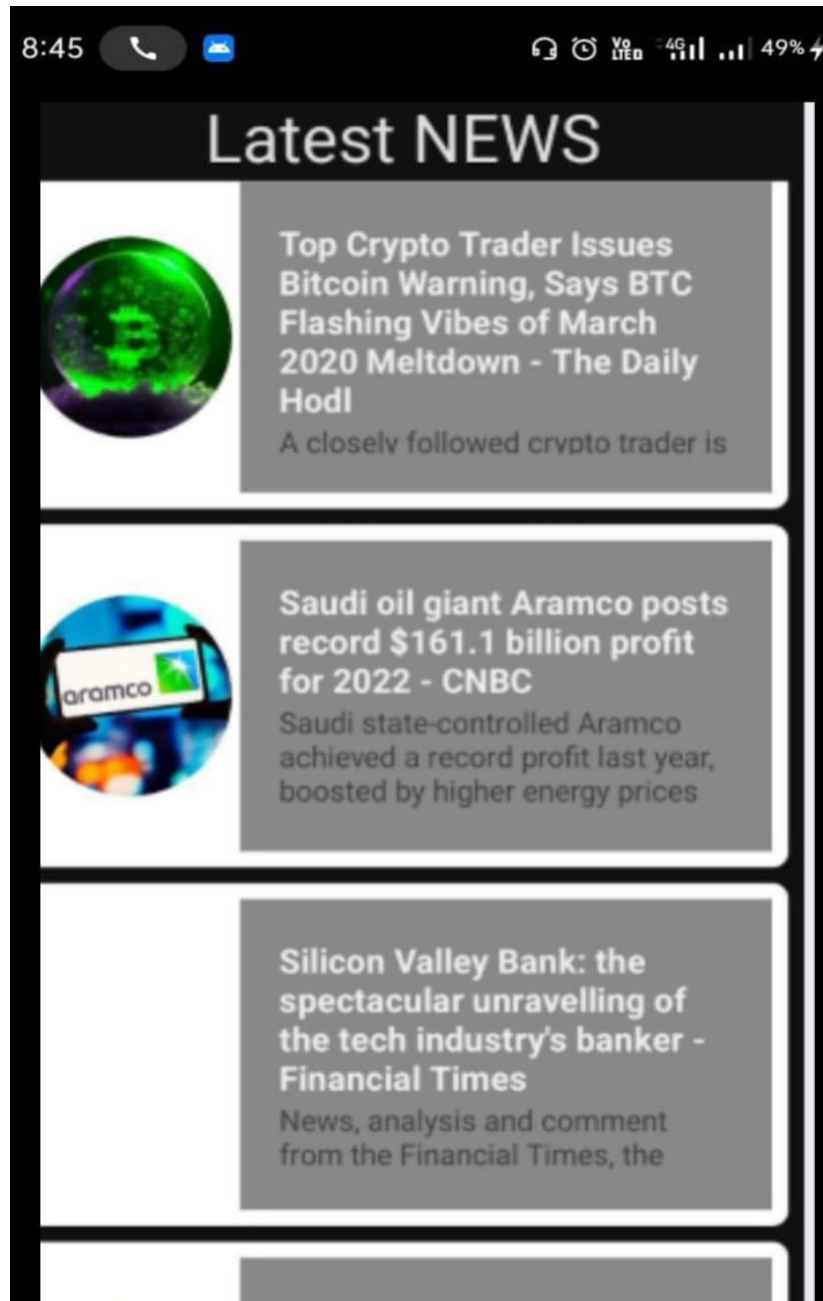 8:45
Vo
LTE
4G
49%
Latest NEWS
Top Crypto Trader Issues
Bitcoin Warning, Says BTC
Flashing Vibes of March
2020 Meltdown - The Daily
Hodl
A closely followed crypto trader is
Saudi oil giant Aramco posts
record $161.1 billion profit
for 2022 - CNBC
aramco
Saudi state-controlled Aramco
achieved a record profit last year,
boosted by higher energy prices
Silicon Valley Bank: the
spectacular unravelling of
the tech industry's banker -
Financial Times
News, analysis and comment
from the Financial Times, the